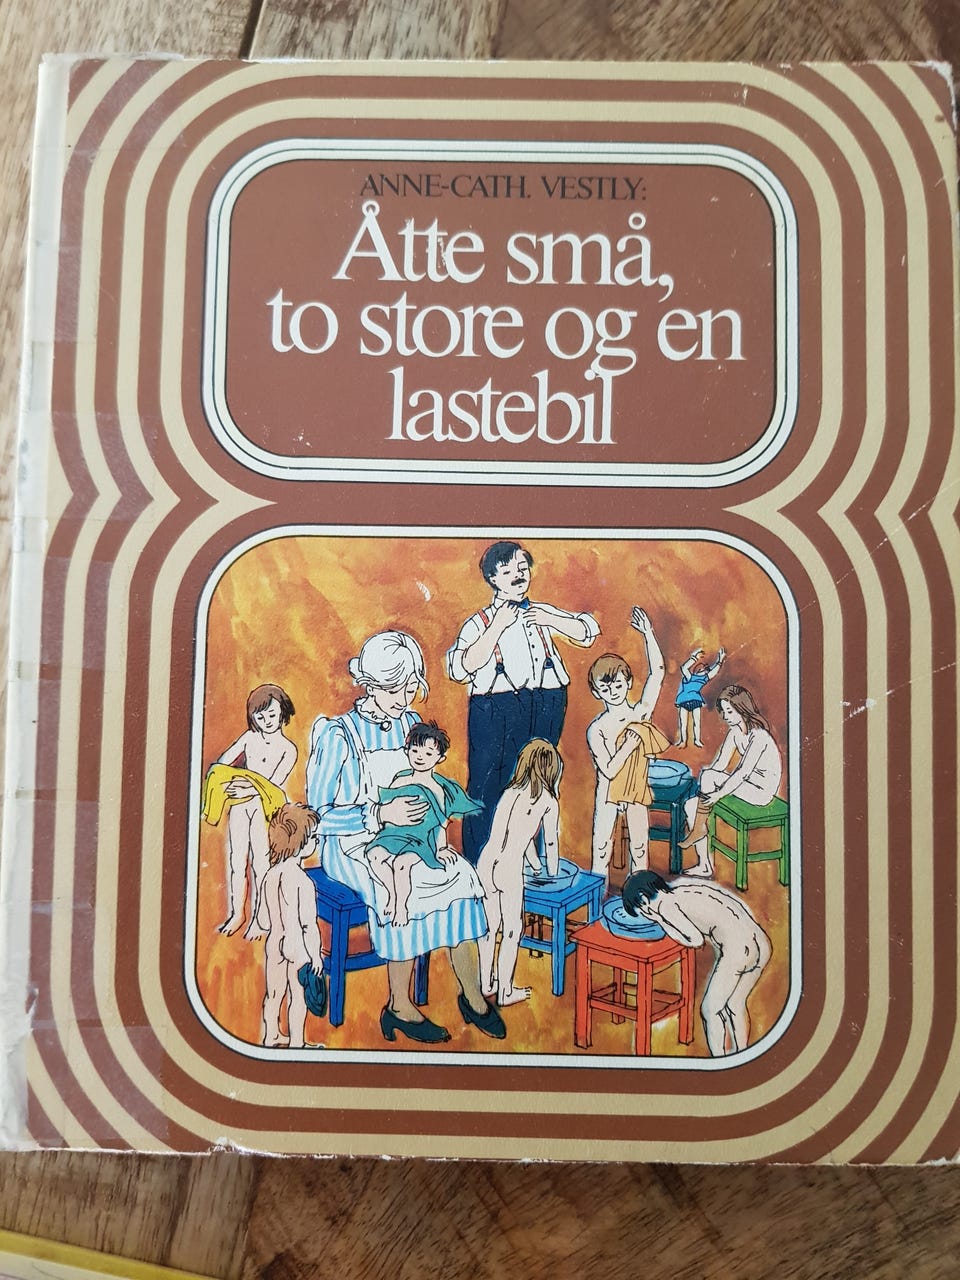 ANNE-CATH. VESTLY:
Åtte små,
to store og en
lastebil